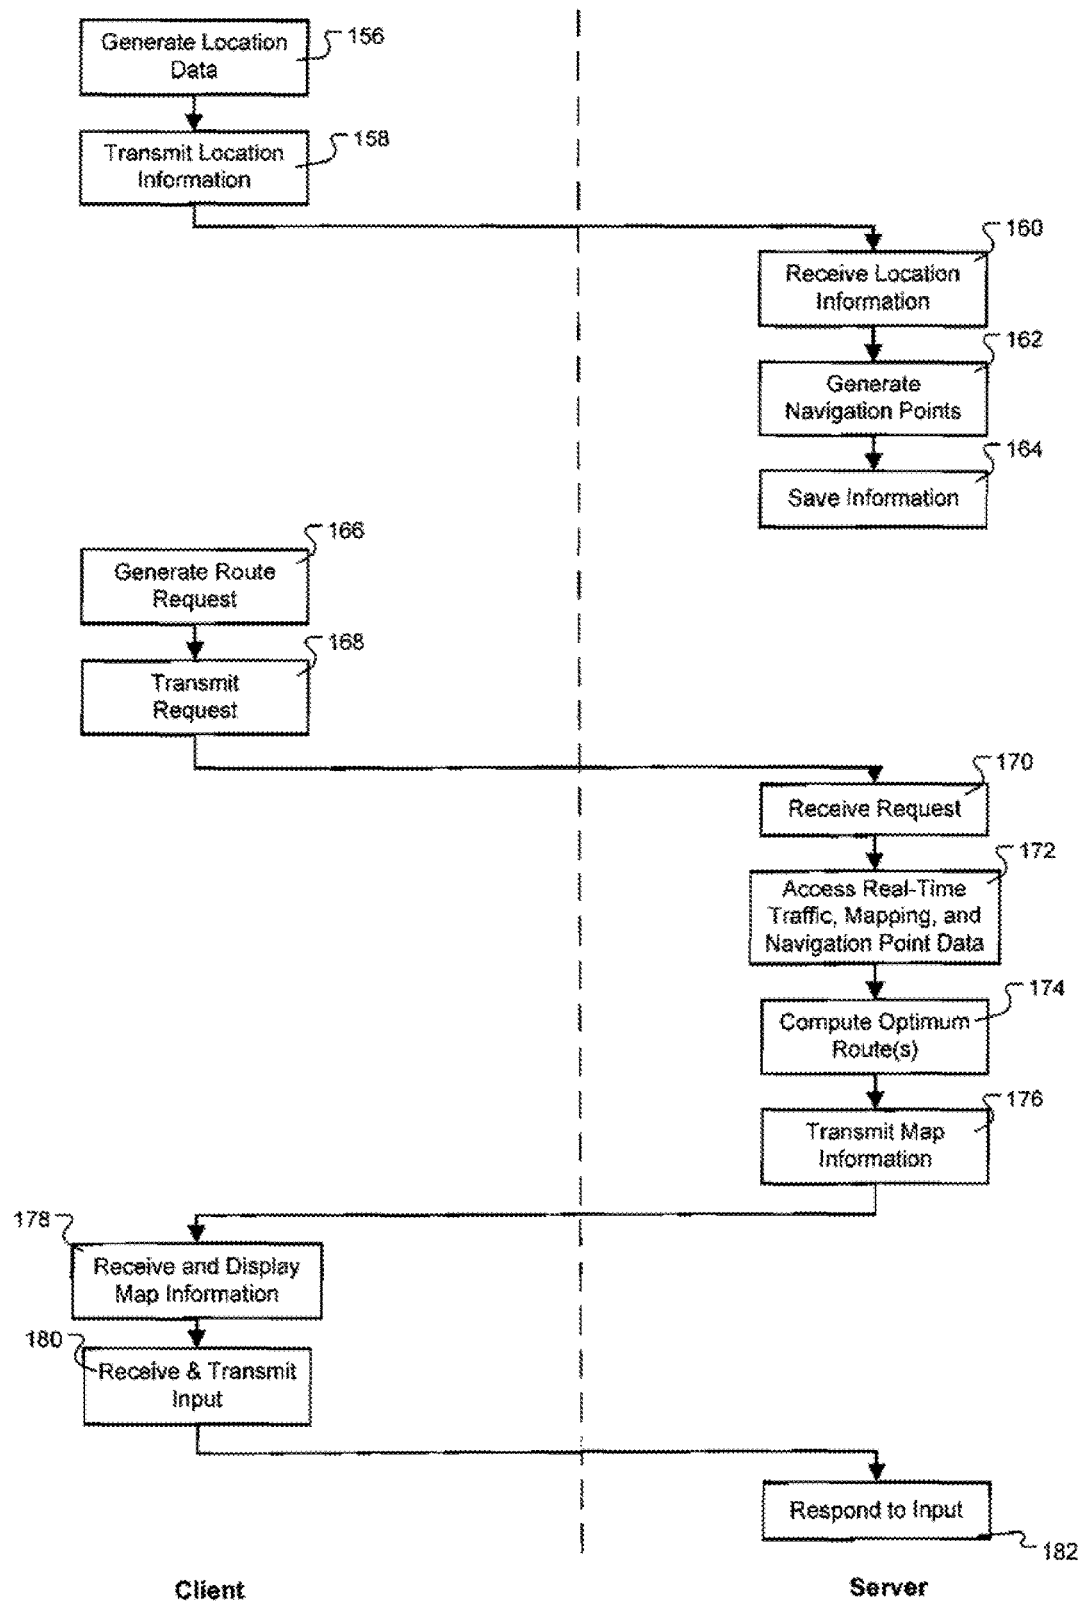 Generate Location
Data
156
Transmit Location
Information
158
Receive Location
Information
160
Generate
Navigation Points
162
Save Information
164
Generate Route
Request
166
Transmit
Request
168
Receive Request
170
Access Real-Time
Traffic, Mapping, and
Navigation Point Data
172
Compute Optimum
Route(s)
174
Transmit Map
Information
176
178
Receive and Display
Map Information
180
Receive & Transmit
Input
Respond to Input
182
Client
Server